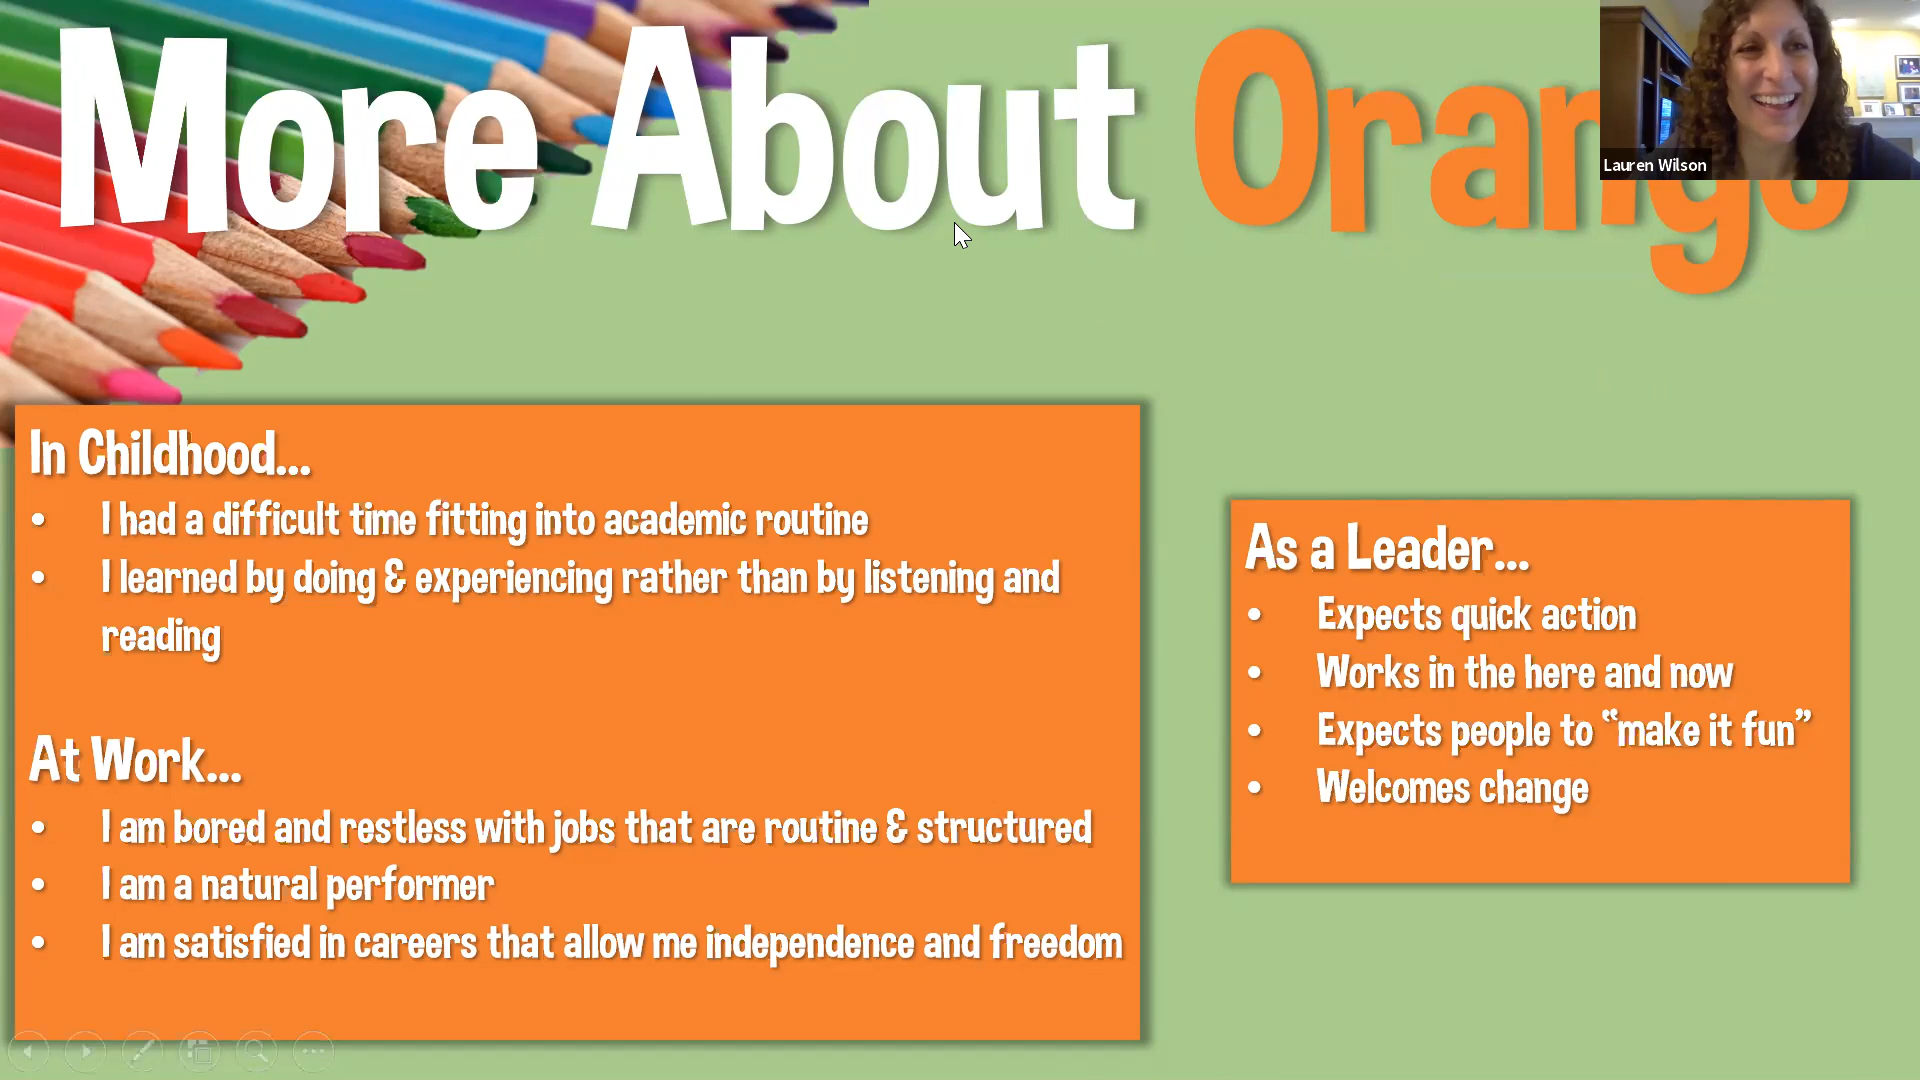 More About Orange
Lauren Wilson
In Childhood...
• I had a difficult time fitting into academic routine
• I learned by doing & experiencing rather than by listening and
reading
At Work...
• I am bored and restless with jobs that are routine & structured
• I am a natural performer
• I am satisfied in careers that allow me independence and freedom
As a Leader...
• Expects quick action
• Works in the here and now
• Expects people to “make it fun”
• Welcomes change